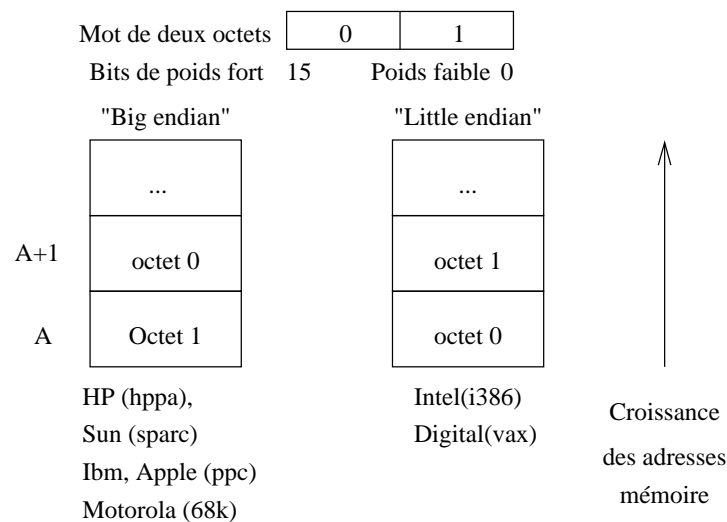 Mot de deux octets 0 1
Bits de poids fort 15 Poids faible 0
"Big endian" "Little endian"
... ...
A+1 octet 0 octet 1
A Octet 1 octet 0
HP (hppa), Intel(i386)
Sun (sparc) Digital(vax)
Ibm, Apple (ppc)
Motorola (68k)
Croissance
des adresses
mémoire